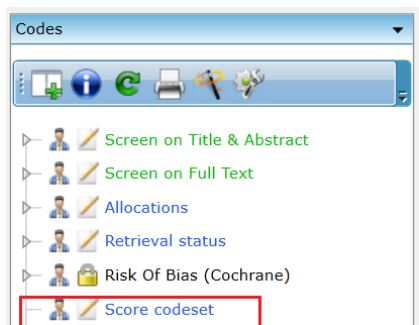 Codes
Screen on Title & Abstract
Screen on Full Text
Allocations
Retrieval status
Risk Of Bias (Cochrane)
Score codeset